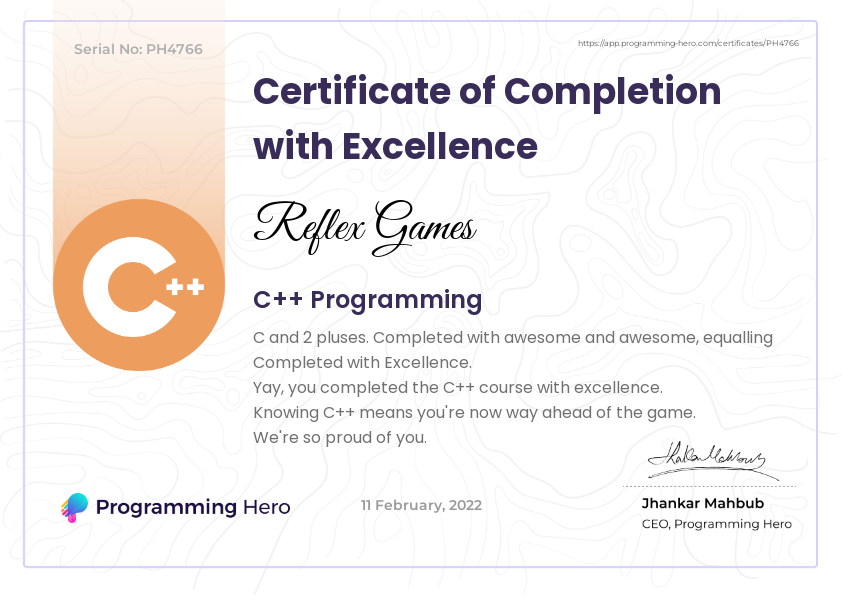 Serial No: PH4766
https://app.programming-hero.com/certificates/PH4766
Certificate of Completion
with Excellence
Reflex Games
C++
C++ Programming
C and 2 pluses. Completed with awesome and awesome, equalling
Completed with Excellence.
Yay, you completed the C++ course with excellence.
Knowing C++ means you're now way ahead of the game.
We're so proud of you.
Programming Hero
11 February, 2022
Jhankar Mahbub
CEO, Programming Hero